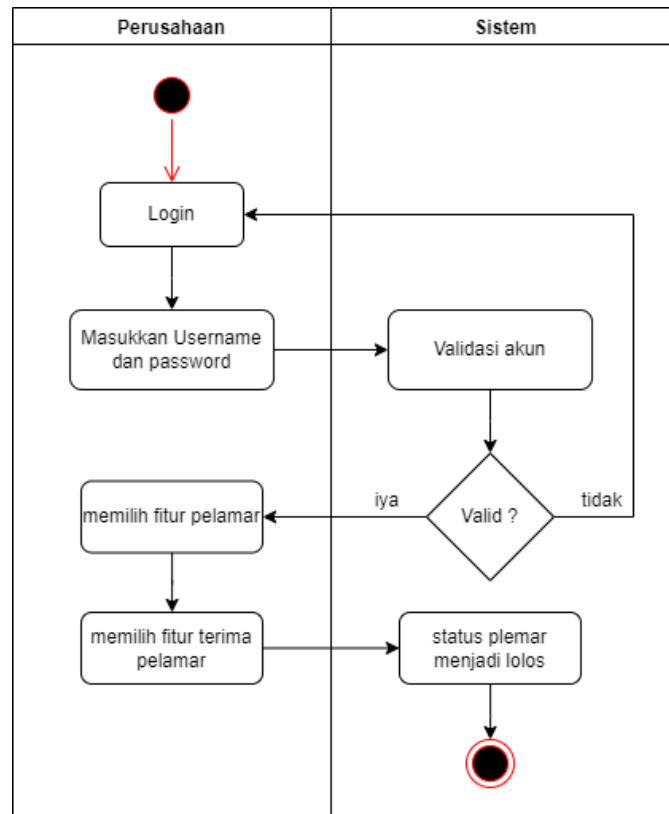 Perusahaan
Sistem
Login
Masukkan Username
dan password
Validasi akun
Valid ?
iya
tidak
memilih fitur pelamar
memilih fitur terima
pelamar
status plemar
menjadi lolos